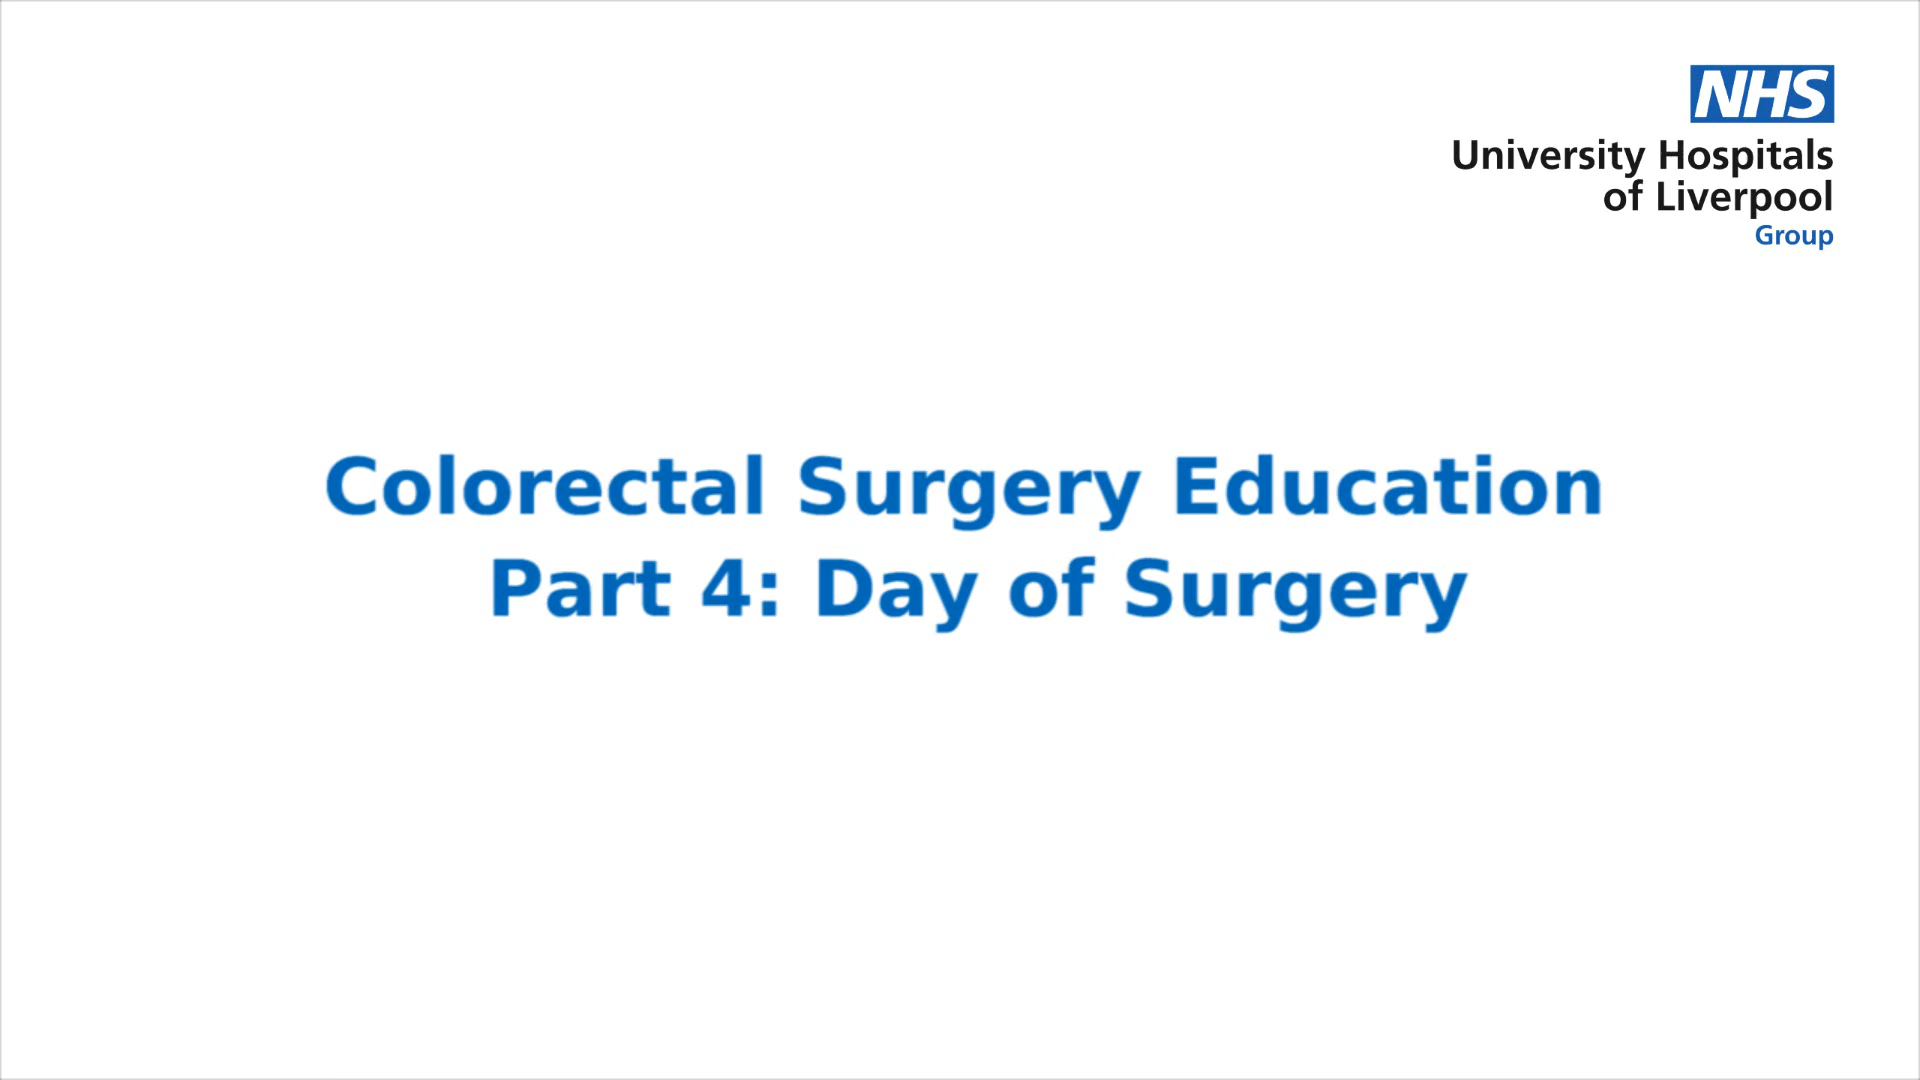 NHS
University Hospitals
of Liverpool
Group
Colorectal Surgery Education
Part 4: Day of Surgery